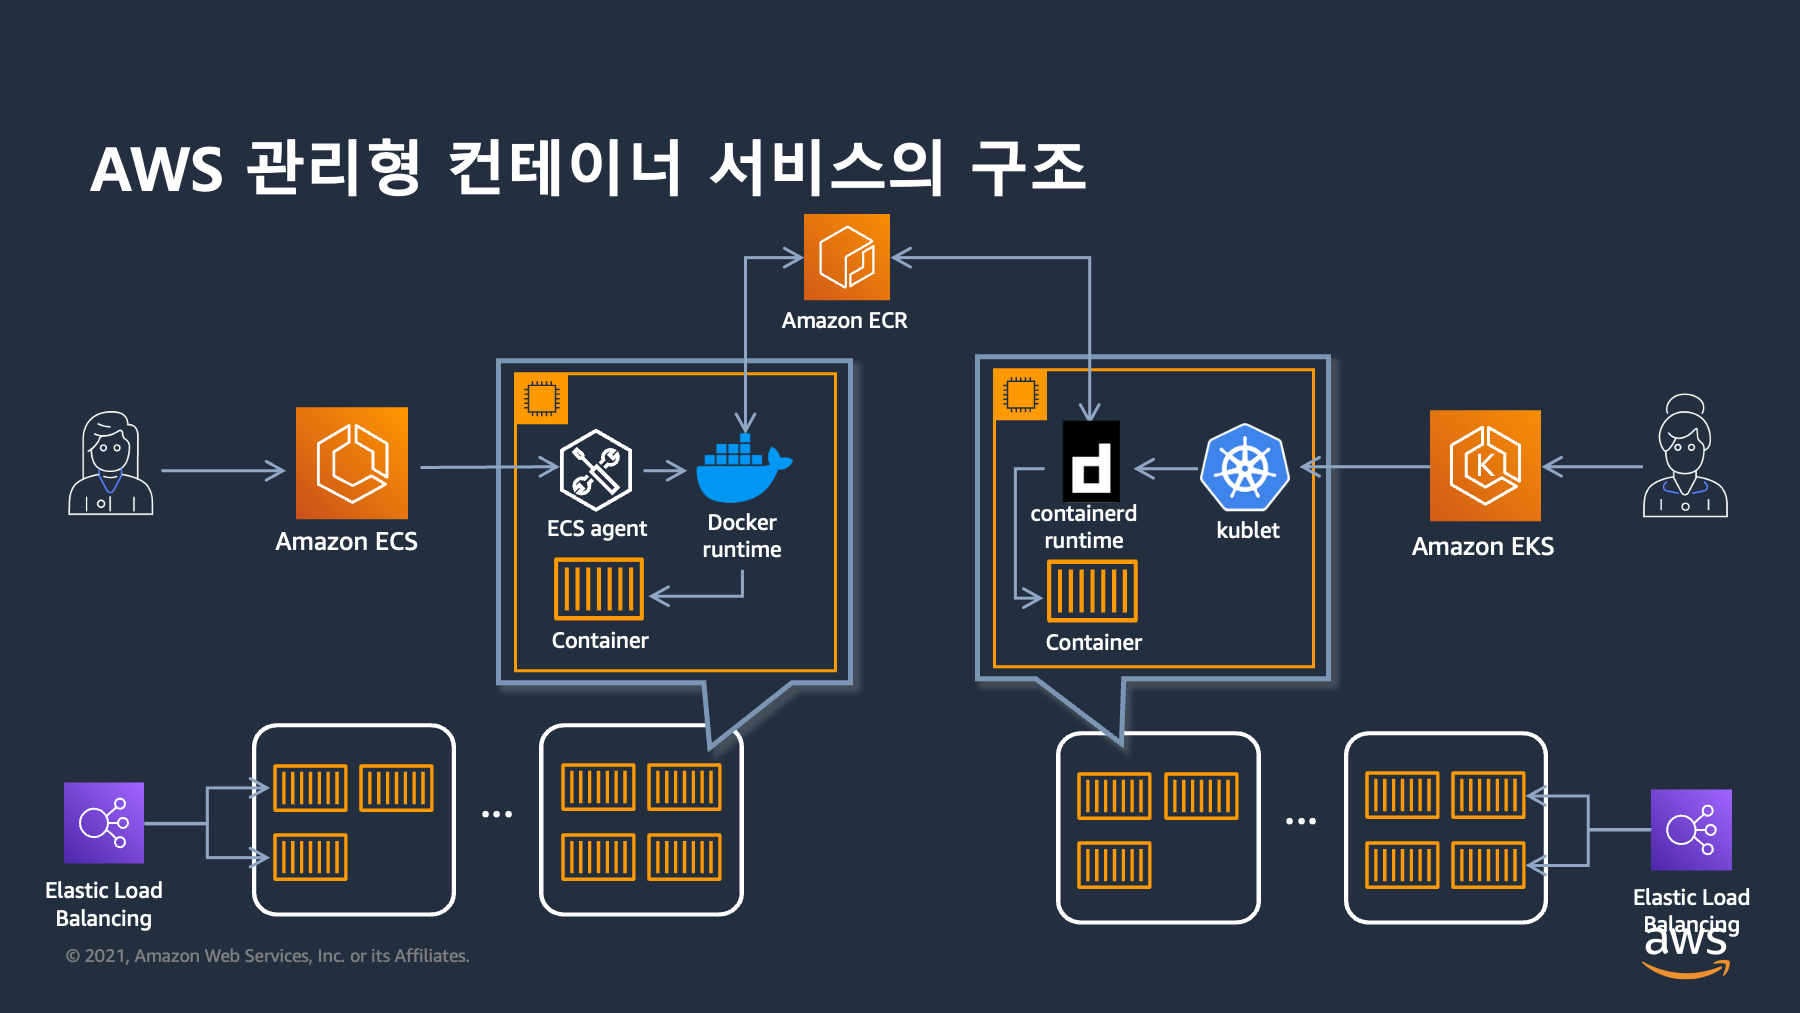 AWS 관리형 컨테이너 서비스의 구조
Amazon ECR
Amazon ECS
ECS agent
Docker
runtime
Container
containerd
runtime
kublet
Container
Amazon EKS
K
...
...
Elastic Load
Balancing
Elastic Load
Balancing
© 2021, Amazon Web Services, Inc. or its Affiliates.
aws